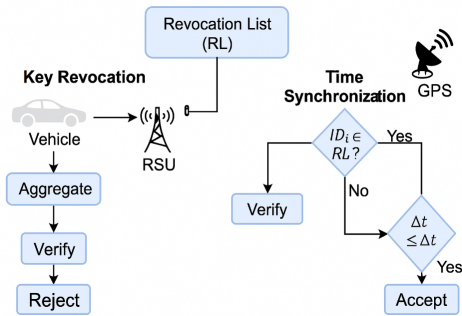 Revocation List
(RL)
Key Revocation
Vehicle
RSU
Aggregate
Verify
Reject
GPS
Time
Synchronization
IDᵢ ∈
RL?
Yes
No
Verify
Δt
≤ Δt
Yes
Accept